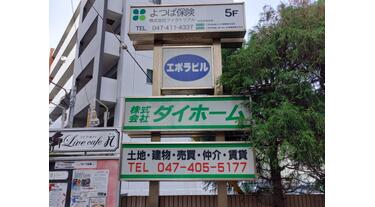 よつば保険
5F
TEL 047-411-4337
エポラビル
株式会社 ダイホーム
土地・建物・売買・仲介・賃貸
TEL 047-405-5177
Live cafe